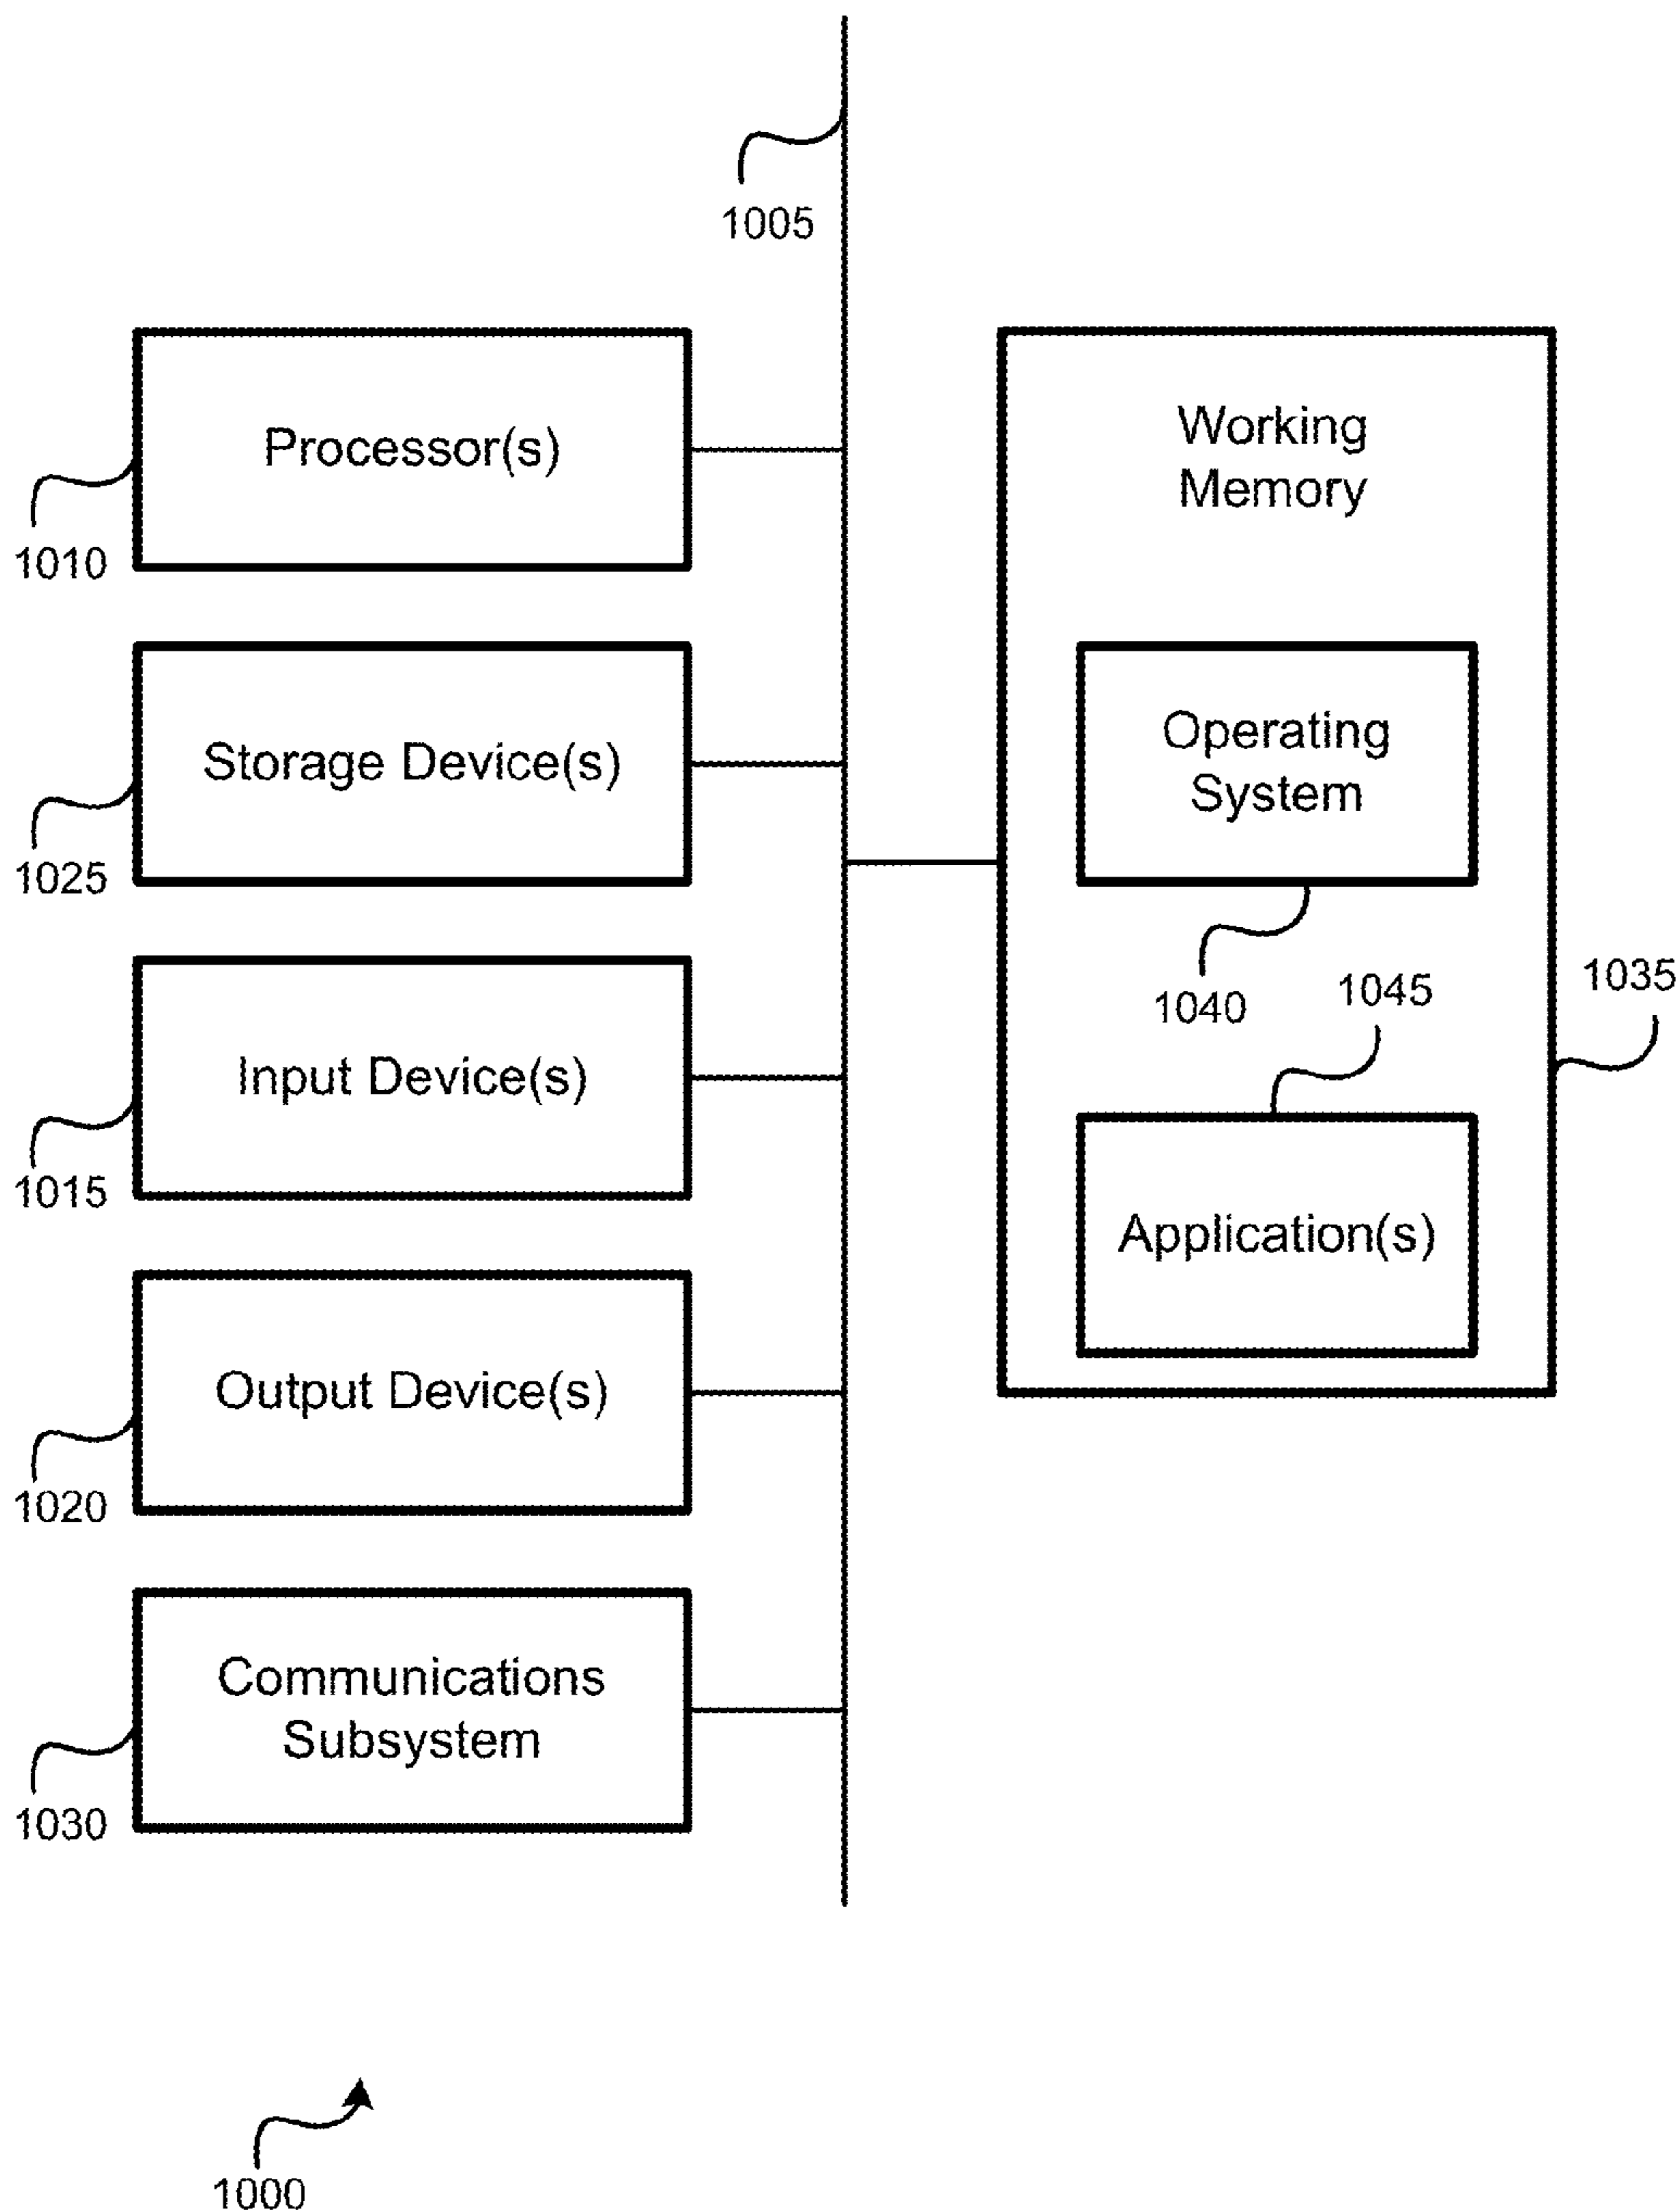 1005
Processor(s)
1010
Storage Device(s)
1025
Input Device(s)
1015
Output Device(s)
1020
Communications
Subsystem
1030
Working
Memory
Operating
System
1040
1045
1035
Application(s)
1000